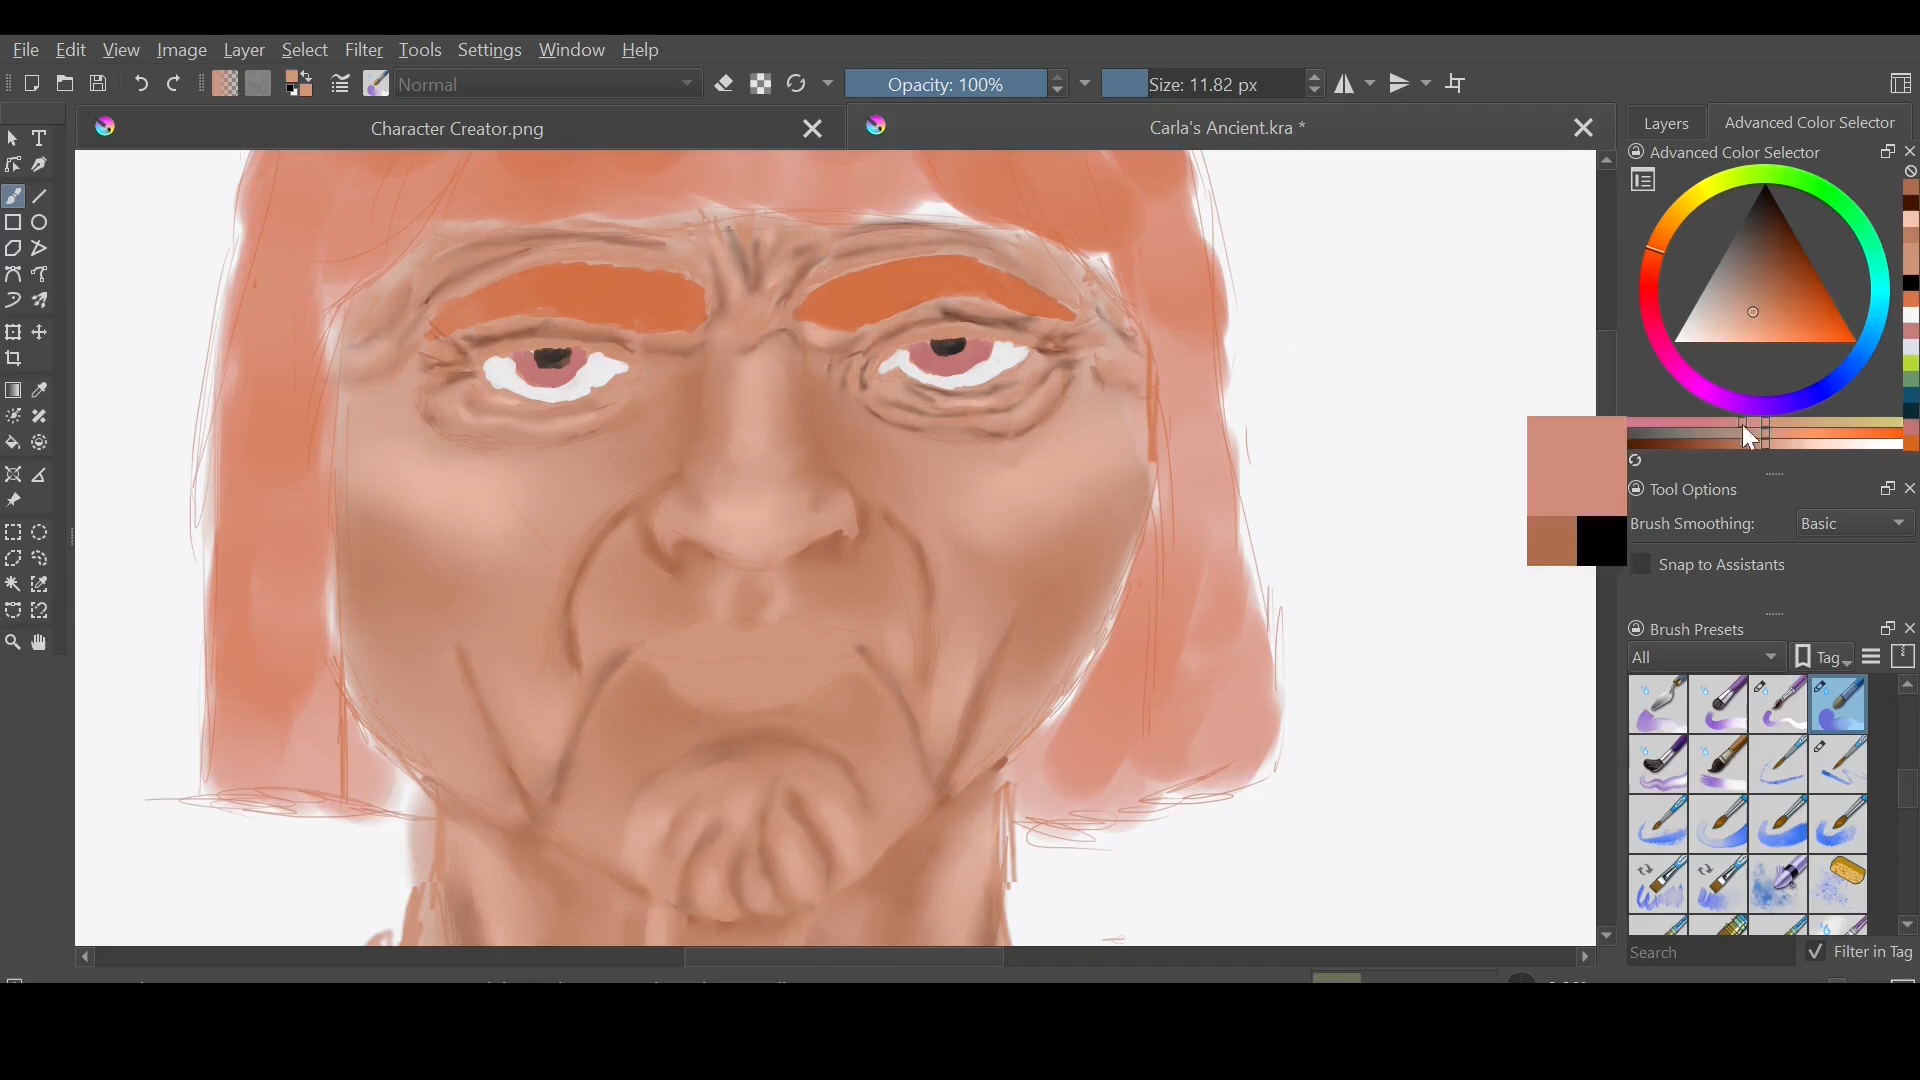 File Edit View Image Layer Select Filter Tools Settings Window Help
Normal
Opacity: 100%
Size: 11.82 px
Character Creator.png
Carla's Ancient.kra *
Layers
Advanced Color Selector
Advanced Color Selector
Tool Options
Brush Smoothing:
Basic
Snap to Assistants
Brush Presets
All
Tag
Search
Filter in Tag